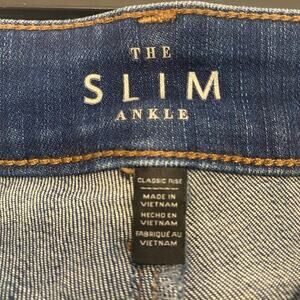 THE
SLIM
ANKLE
CLASSIC RISE
MADE IN
VIETNAM
HECHO EN
VIETNAM
FABRIQUÉ AU
VIETNAM